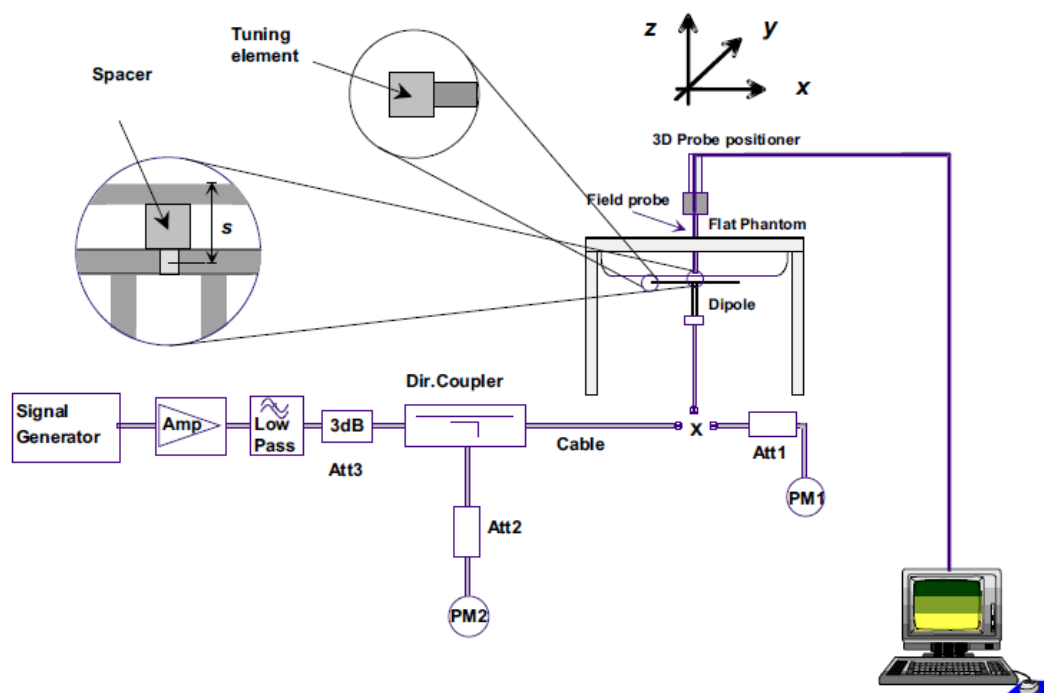 Tuning
element
Spacer
s
z
y
x
3D Probe positioner
Field probe
Flat Phantom
Dipole
Dir.Coupler
Signal
Generator
Amp
Low
Pass
3dB
Att3
Cable
x
Att1
PM1
Att2
PM2